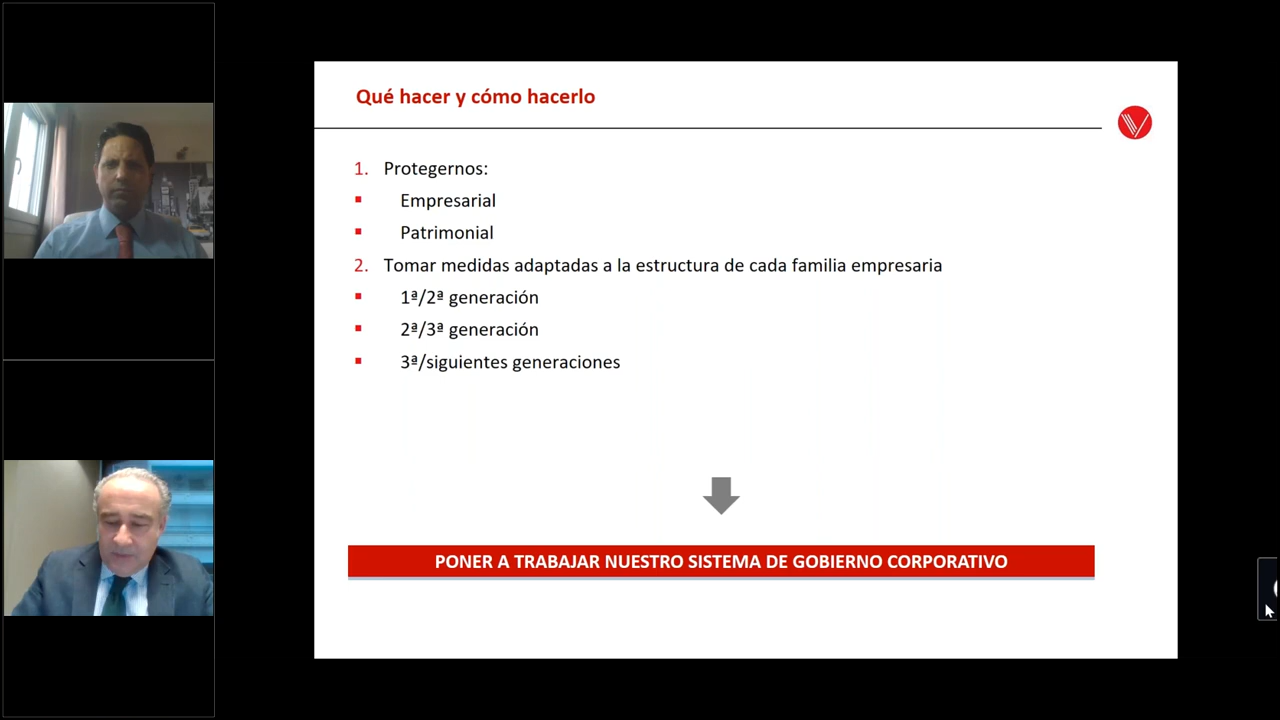 Qué hacer y cómo hacerlo
1. Protegernos:
Empresarial
Patrimonial
2. Tomar medidas adaptadas a la estructura de cada familia empresaria
1ª/2ª generación
2ª/3ª generación
3ª/siguientes generaciones
PONER A TRABAJAR NUESTRO SISTEMA DE GOBIERNO CORPORATIVO